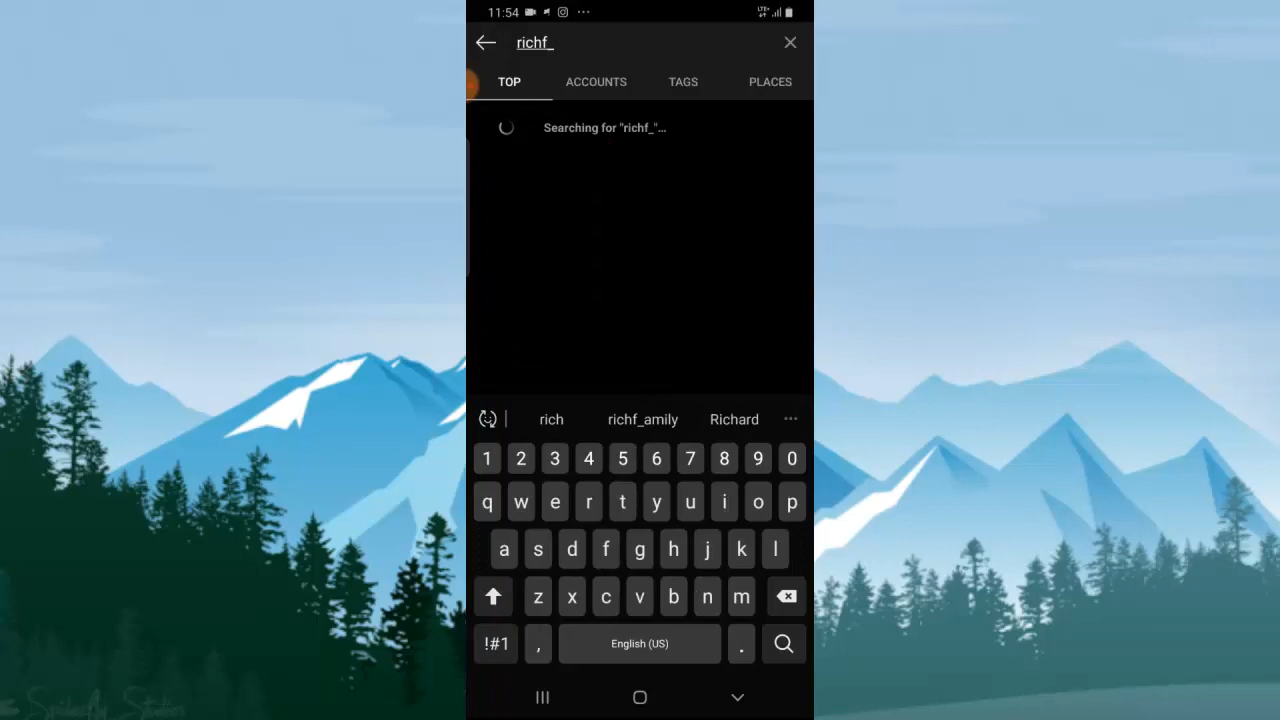 11:54
LTE+
richf_
TOP ACCOUNTS TAGS PLACES
Searching for "richf_"...
rich richf_amily Richard
1 2 3 4 5 6 7 8 9 0
q w e r t y u i o p
a s d f g h j k l
z x c v b n m
!#1 , English (US) .